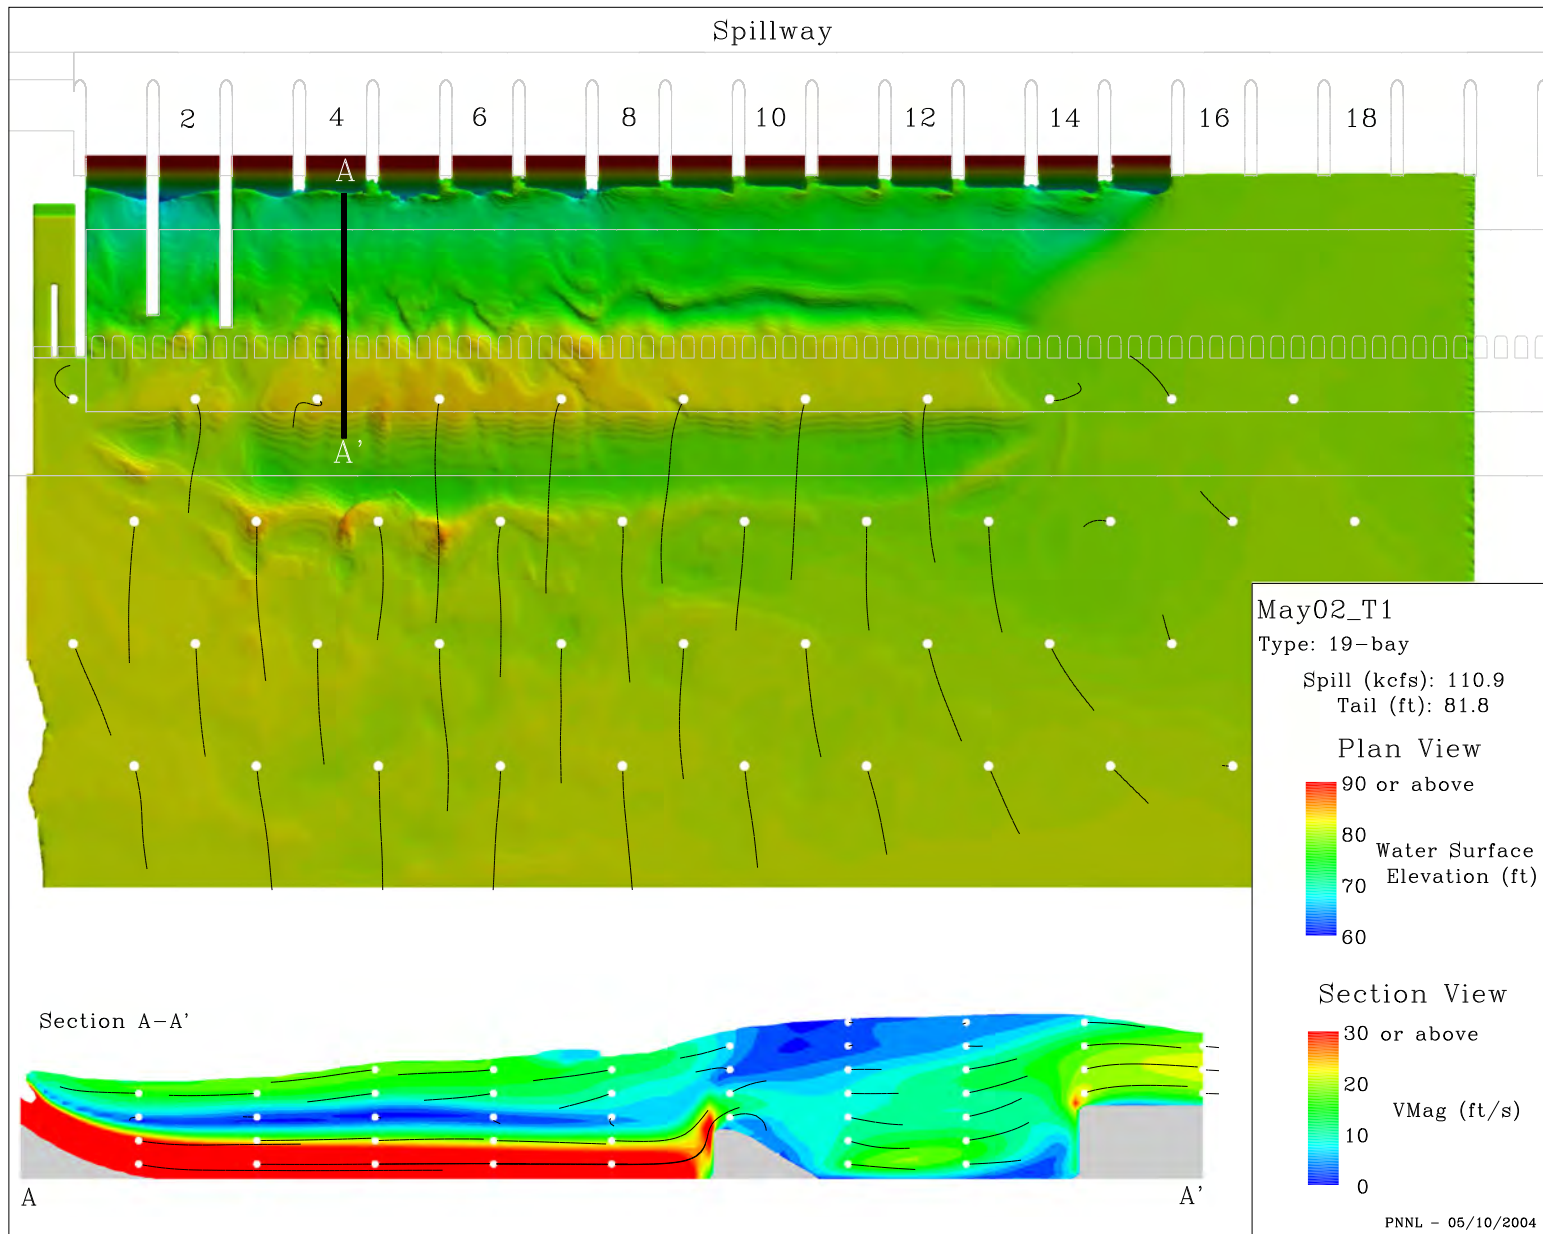 Spillway
2 4 6 8 10 12 14 16 18
A
A'
May02_T1
Type: 19-bay
Spill (kcfs): 110.9
Tail (ft): 81.8
Plan View
90 or above
80
Water Surface
Elevation (ft)
70
60
Section A-A'
Section View
30 or above
20
VMag (ft/s)
10
0
A
A'
PNNL - 05/10/2004